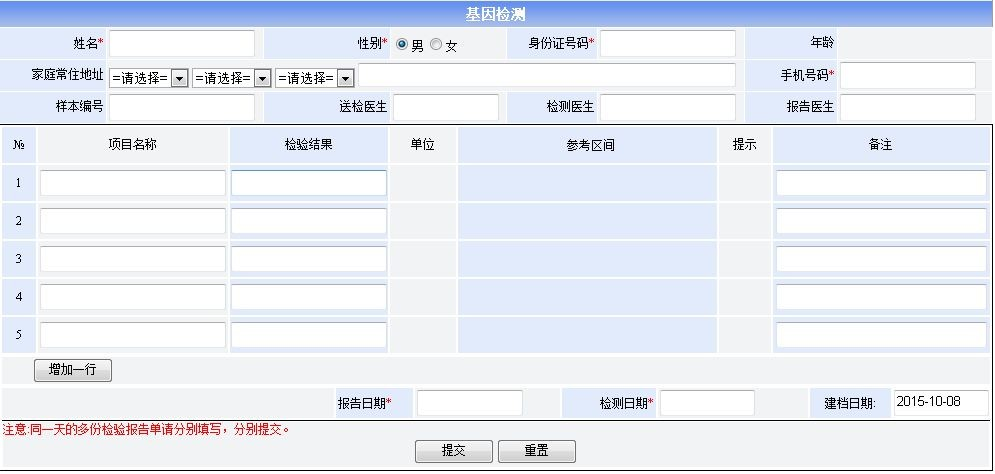 基因检测
姓名* 性别* 男 女 身份证号码* 年龄
家庭常住地址 =请选择= =请选择= =请选择= 手机号码*
样本编号 送检医生 检测医生 报告医生
№ 项目名称 检验结果 单位 参考区间 提示 备注
1
2
3
4
5
增加一行
报告日期* 检测日期* 建档日期: 2015-10-08
注意:同一天的多份检验报告单请分别填写，分别提交。
提交 重置